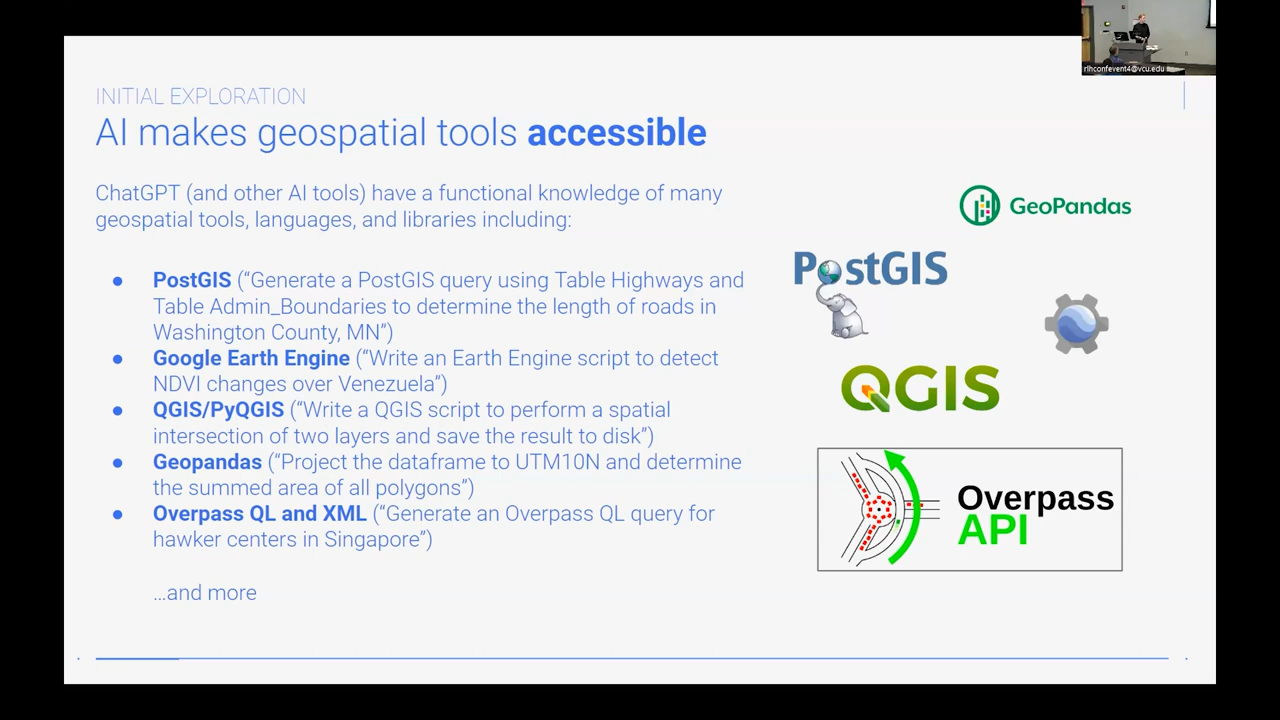 rlhconfevent4@vcu.edu
INITIAL EXPLORATION
AI makes geospatial tools accessible
ChatGPT (and other AI tools) have a functional knowledge of many
geospatial tools, languages, and libraries including:
● PostGIS (“Generate a PostGIS query using Table Highways and
Table Admin_Boundaries to determine the length of roads in
Washington County, MN”)
● Google Earth Engine (“Write an Earth Engine script to detect
NDVI changes over Venezuela”)
● QGIS/PyQGIS (“Write a QGIS script to perform a spatial
intersection of two layers and save the result to disk”)
● Geopandas (“Project the dataframe to UTM10N and determine
the summed area of all polygons”)
● Overpass QL and XML (“Generate an Overpass QL query for
hawker centers in Singapore”)
…and more
GeoPandas
PostGIS
QGIS
Overpass
API